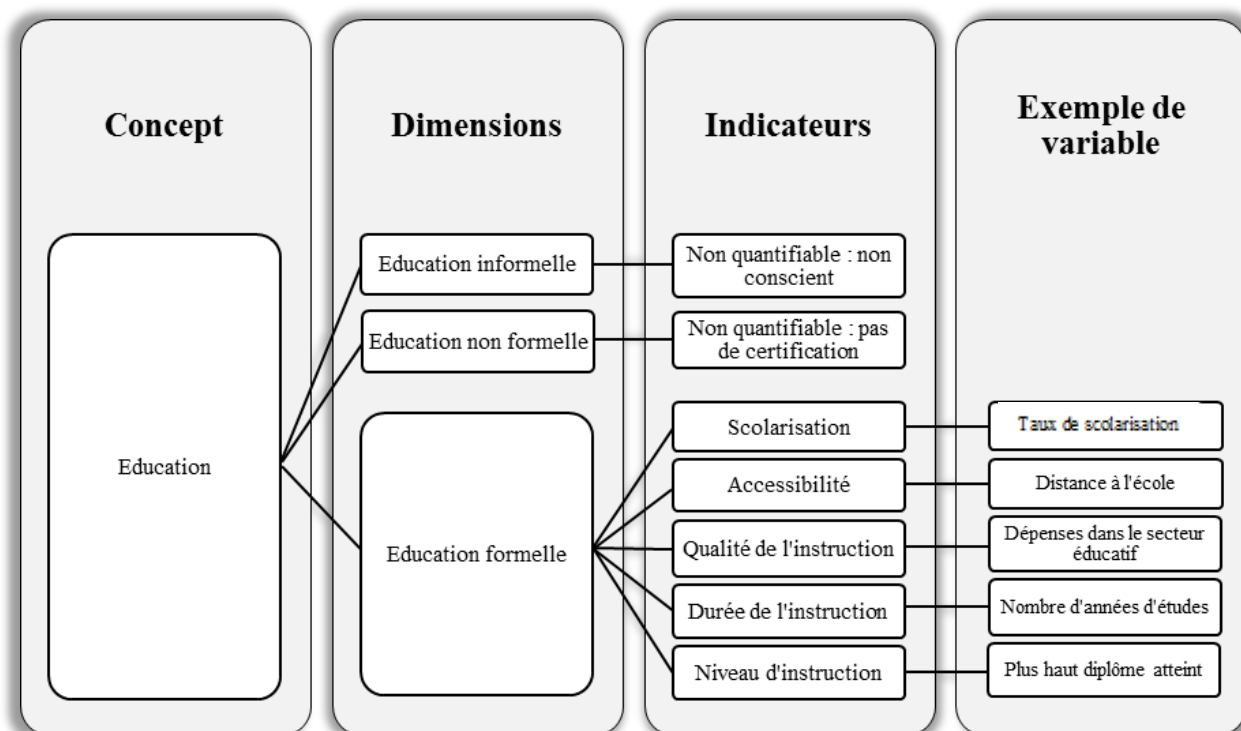 Concept
Dimensions
Indicateurs
Exemple de
variable
Education
Education informelle
Education non formelle
Education formelle
Non quantifiable : non
conscient
Non quantifiable : pas
de certification
Scolarisation
Accessibilité
Qualité de l'instruction
Durée de l'instruction
Niveau d'instruction
Taux de scolarisation
Distance à l'école
Dépenses dans le secteur
éducatif
Nombre d'années d'études
Plus haut diplôme atteint